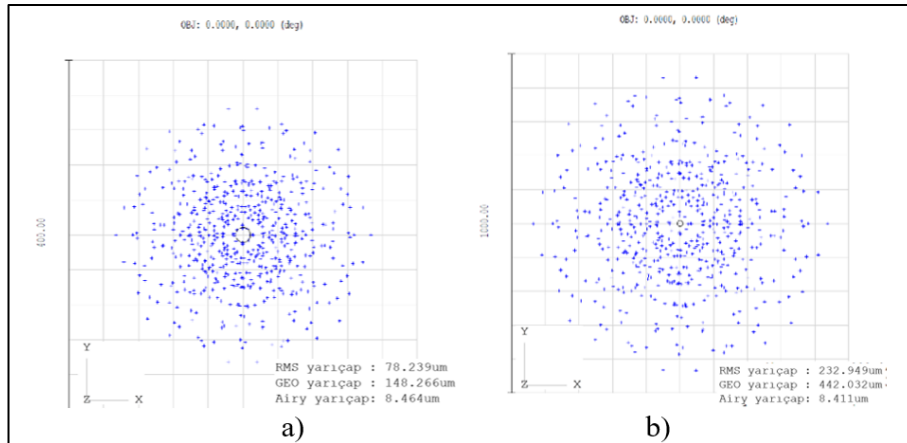 OBJ: 0.0000, 0.0000 (deg)
400.00
Y
Z
X
RMS yarıçap : 78.239um
GEO yarıçap : 148.266um
Airy yarıçap: 8.464um
a)
OBJ: 0.0000, 0.0000 (deg)
1000.00
Y
Z
X
RMS yarıçap : 232.949um
GEO yarıçap : 442.032um
Airy yarıçap: 8.411um
b)